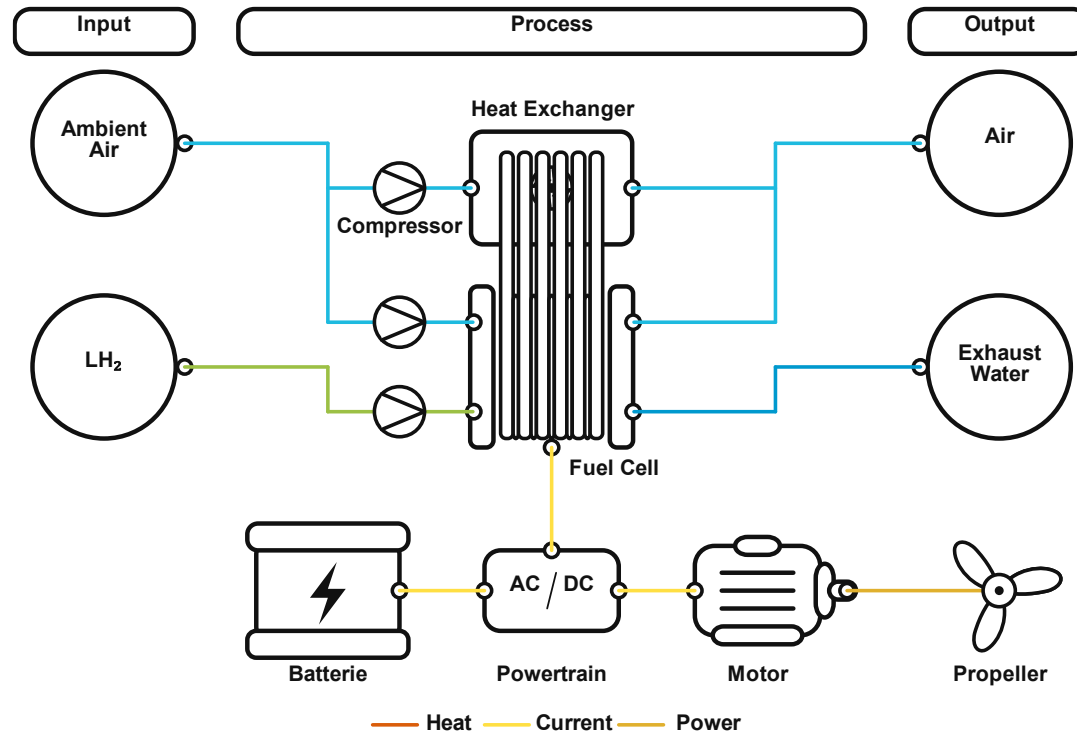 Input
Process
Output
Heat Exchanger
Ambient
Air
Air
Compressor
LH₂
Exhaust
Water
Fuel Cell
AC / DC
Batterie
Powertrain
Motor
Propeller
Heat
Current
Power